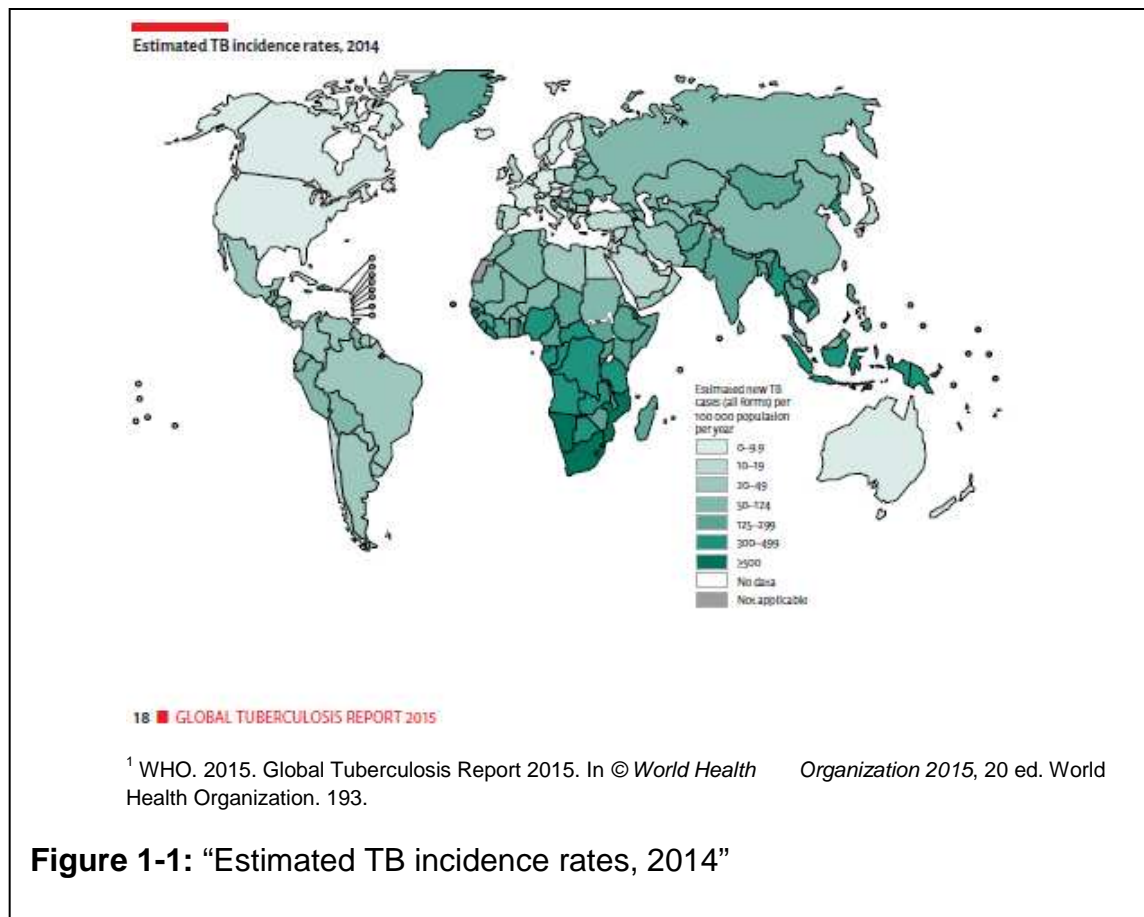 Estimated TB incidence rates, 2014
Estimated new TB
cases (all forms) per
100 000 population
per year
0–9.9
10–19
20–49
50–124
125–299
300–499
≥500
No data
Not applicable
18 ■ GLOBAL TUBERCULOSIS REPORT 2015
1 WHO. 2015. Global Tuberculosis Report 2015. In © World Health Organization 2015, 20 ed. World
Health Organization. 193.
Figure 1-1: “Estimated TB incidence rates, 2014”